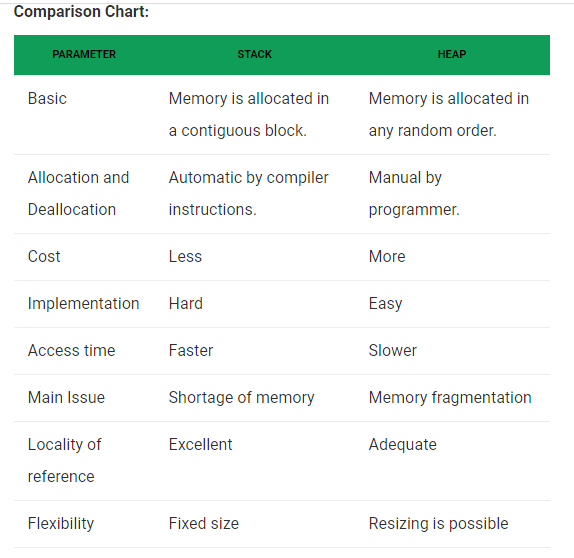 Comparison Chart:
PARAMETER STACK HEAP
Basic Memory is allocated in Memory is allocated in
a contiguous block. any random order.
Allocation and Automatic by compiler Manual by
Deallocation instructions. programmer.
Cost Less More
Implementation Hard Easy
Access time Faster Slower
Main Issue Shortage of memory Memory fragmentation
Locality of Excellent Adequate
reference
Flexibility Fixed size Resizing is possible